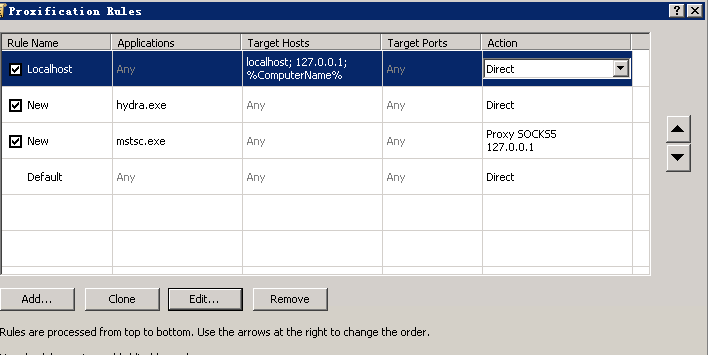 Proxification Rules
Rule Name Applications Target Hosts Target Ports Action
Localhost Any localhost; 127.0.0.1; %ComputerName% Any Direct
New hydra.exe Any Any Direct
New mstsc.exe Any Any Proxy SOCKS5 127.0.0.1
Default Any Any Any Direct
Add... Clone Edit... Remove
Rules are processed from top to bottom. Use the arrows at the right to change the order.